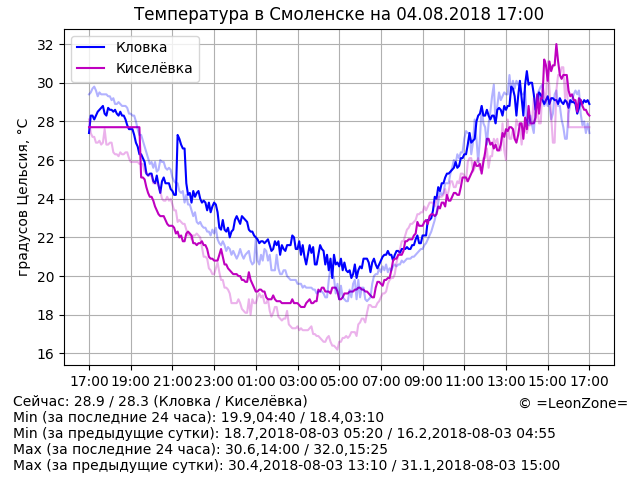 Температура в Смоленске на 04.08.2018 17:00
Кловка
Киселёвка
градусов Цельсия, °C
32
30
28
26
24
22
20
18
16
17:00 19:00 21:00 23:00 01:00 03:00 05:00 07:00 09:00 11:00 13:00 15:00 17:00
Сейчас: 28.9 / 28.3 (Кловка / Киселёвка)
© =LeonZone=
Min (за последние 24 часа): 19.9,04:40 / 18.4,03:10
Min (за предыдущие сутки): 18.7,2018-08-03 05:20 / 16.2,2018-08-03 04:55
Max (за последние 24 часа): 30.6,14:00 / 32.0,15:25
Max (за предыдущие сутки): 30.4,2018-08-03 13:10 / 31.1,2018-08-03 15:00